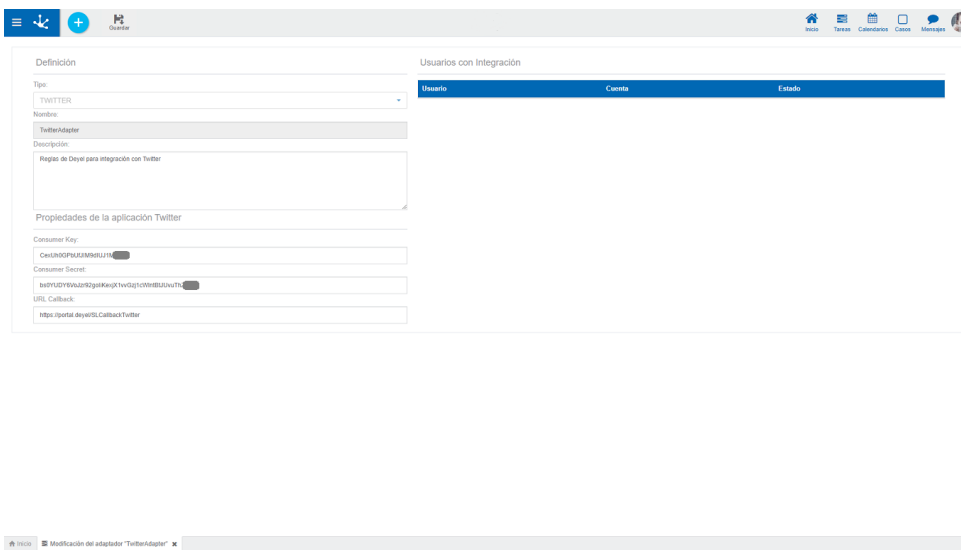 Guardar
Inicio Tareas Calendarios Casos Mensajes
Definición
Tipo:
TWITTER
Nombre:
TwitterAdapter
Descripción:
Reglas de Deyel para integración con Twitter
Propiedades de la aplicación Twitter
Consumer Key:
Consumer Secret:
URL Callback:
https://portal.deyel/SLCallbackTwitter
Usuarios con Integración
Usuario Cuenta Estado
Inicio Modificación del adaptador "TwitterAdapter"